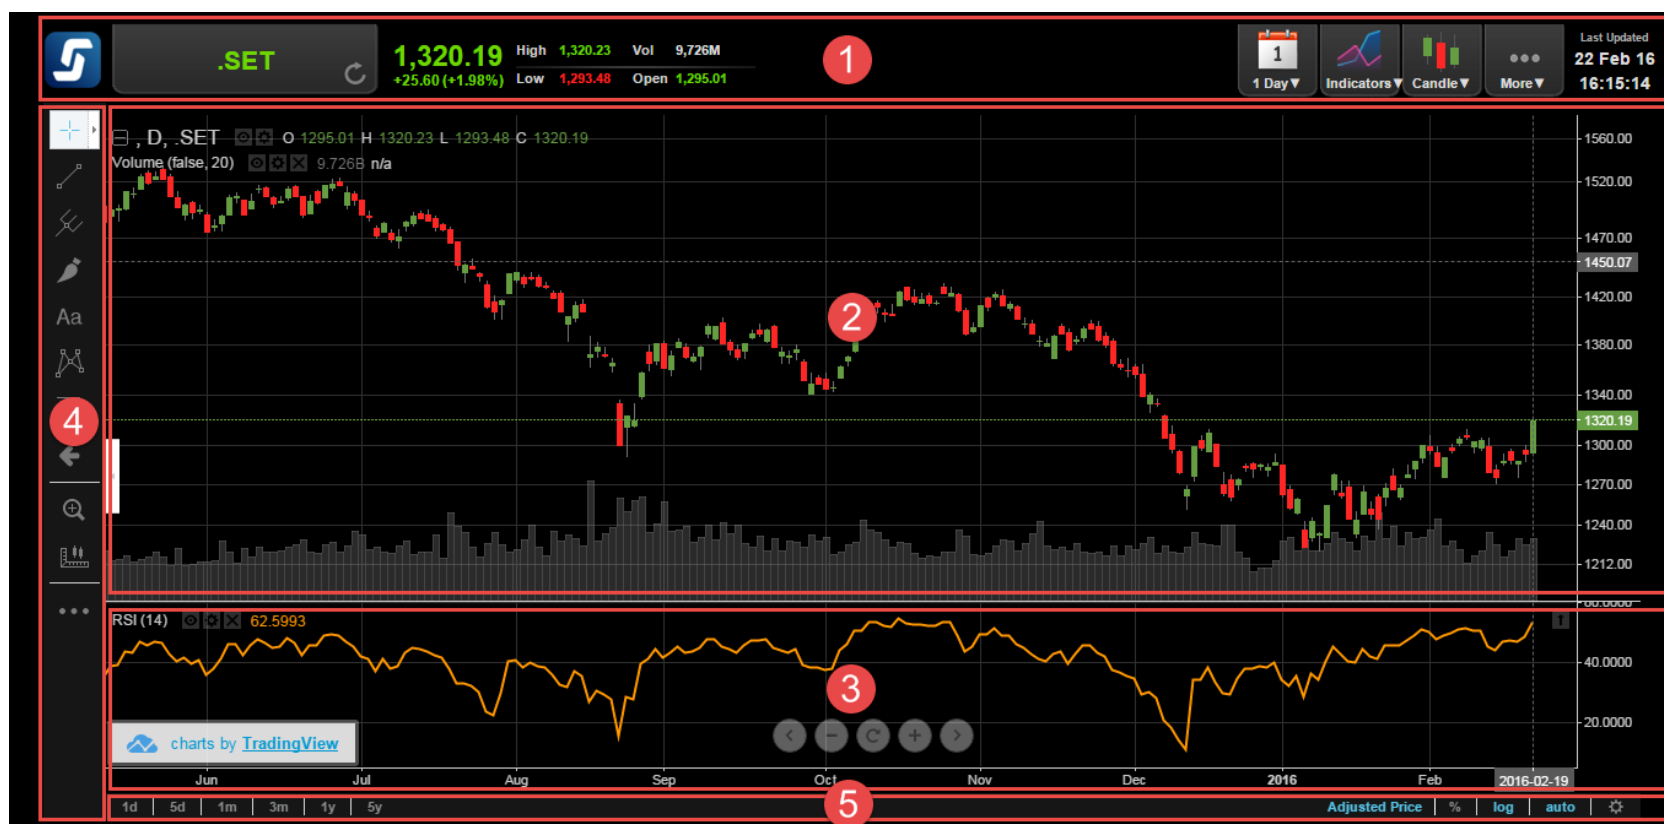 .SET
1,320.19
+25.60 (+1.98%)
High 1,320.23 Vol 9,726M
Low 1,293.48 Open 1,295.01
1
1
1 Day▼
Indicators▼
Candle▼
More▼
Last Updated
22 Feb 16
16:15:14
, D, .SET O 1295.01 H 1320.23 L 1293.48 C 1320.19
Volume (false, 20) 9.726B n/a
1560.00
1520.00
1470.00
1450.07
1420.00
1380.00
1340.00
1320.19
1300.00
1270.00
1240.00
1212.00
2
Aa
4
RSI (14) 62.5993
60.0000
40.0000
20.0000
3
charts by TradingView
Jun Jul Aug Sep Oct Nov Dec 2016 Feb 2016-02-19
1d 5d 1m 3m 1y 5y
5
Adjusted Price % log auto